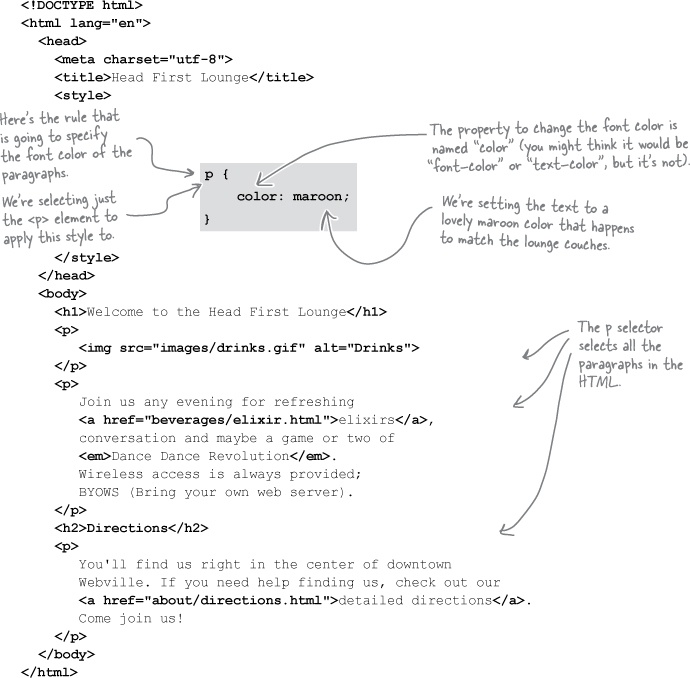 <!DOCTYPE html>
<html lang="en">
<head>
<meta charset="utf-8">
<title>Head First Lounge</title>
<style>
Here's the rule that
is going to specify
the font color of the
paragraphs.
We're selecting just
the <p> element to
apply this style to.
p {
color: maroon;
}
The property to change the font color is
named "color" (you might think it would be
"font-color" or "text-color", but it's not).
We're setting the text to a
lovely maroon color that happens
to match the lounge couches.
</style>
</head>
<body>
<h1>Welcome to the Head First Lounge</h1>
<p>
<img src="images/drinks.gif" alt="Drinks">
</p>
<p>
Join us any evening for refreshing
<a href="beverages/elixir.html">elixirs</a>,
conversation and maybe a game or two of
<em>Dance Dance Revolution</em>.
Wireless access is always provided;
BYOWS (Bring your own web server).
</p>
<h2>Directions</h2>
<p>
You'll find us right in the center of downtown
Webville. If you need help finding us, check out our
<a href="about/directions.html">detailed directions</a>.
Come join us!
</p>
</body>
</html>
The p selector
selects all the
paragraphs in the
HTML.